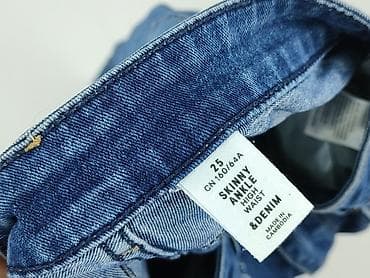 25
CN 160/64A
SKINNY
ANKLE
HIGH
WAIST
&DENIM
MADE IN
CAMBODIA